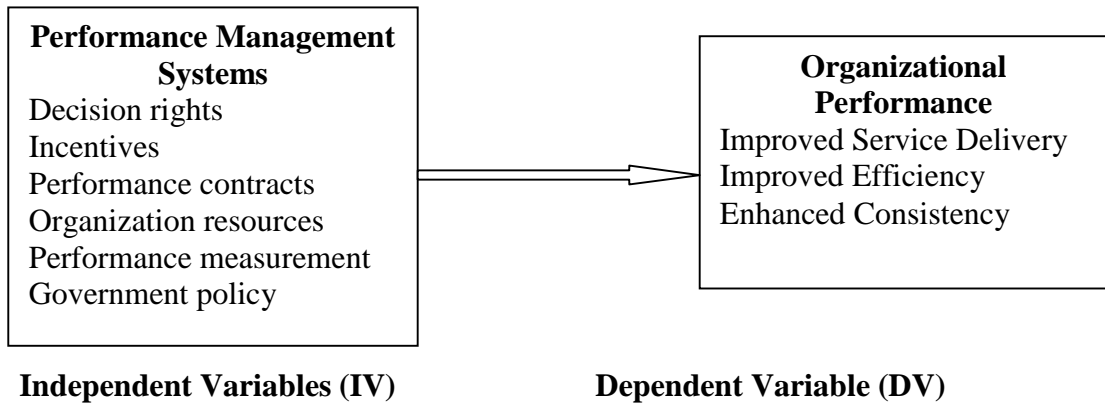 Performance Management
Systems
Decision rights
Incentives
Performance contracts
Organization resources
Performance measurement
Government policy
Organizational
Performance
Improved Service Delivery
Improved Efficiency
Enhanced Consistency
Independent Variables (IV)
Dependent Variable (DV)